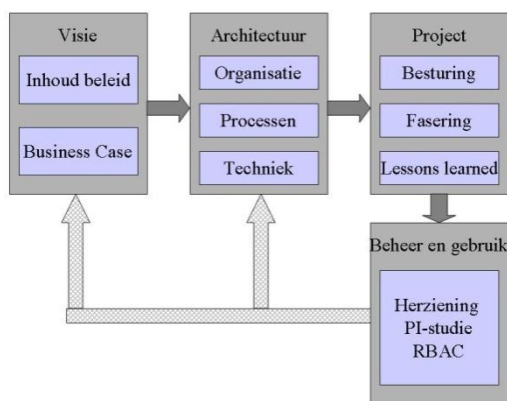 Visie
Inhoud beleid
Business Case
Architectuur
Organisatie
Processen
Techniek
Project
Besturing
Fasering
Lessons learned
Beheer en gebruik
Herziening
PI-studie
RBAC